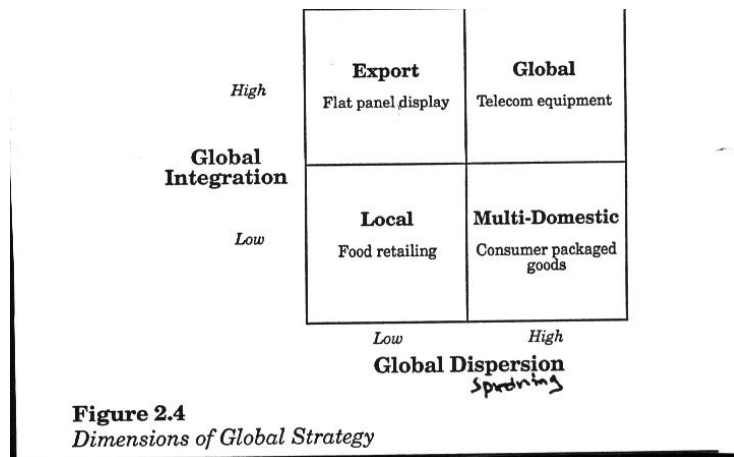 Export
Global
High
Flat panel display
Telecom equipment
Global
Integration
Local
Multi-Domestic
Low
Food retailing
Consumer packaged
goods
Low
High
Global Dispersion
Figure 2.4
Dimensions of Global Strategy